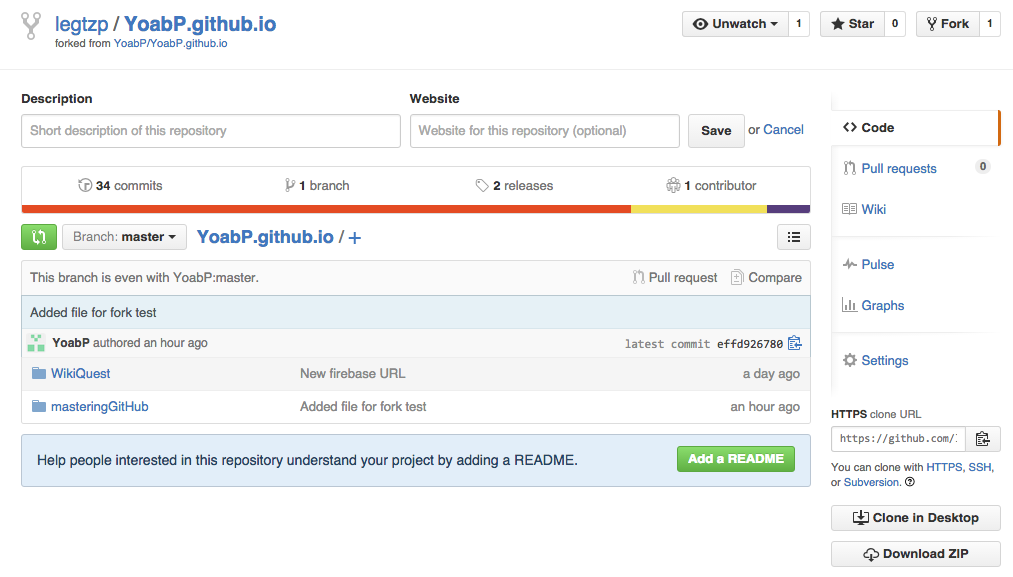 legtzp / YoabP.github.io
forked from YoabP/YoabP.github.io
Unwatch 1
Star 0
Fork 1
Description
Website
Short description of this repository
Website for this repository (optional)
Save or Cancel
34 commits
1 branch
2 releases
1 contributor
Branch: master
YoabP.github.io / +
This branch is even with YoabP:master.
Pull request
Compare
Added file for fork test
YoabP authored an hour ago
latest commit effd926780
WikiQuest New firebase URL a day ago
masteringGitHub Added file for fork test an hour ago
Help people interested in this repository understand your project by adding a README.
Add a README
Code
Pull requests 0
Wiki
Pulse
Graphs
Settings
HTTPS clone URL
https://github.com/
You can clone with HTTPS, SSH,
or Subversion.
Clone in Desktop
Download ZIP